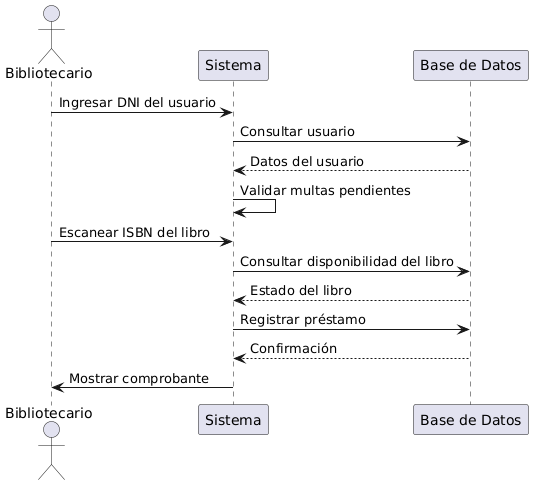 Bibliotecario
Sistema
Base de Datos
Ingresar DNI del usuario
Consultar usuario
Datos del usuario
Validar multas pendientes
Escanear ISBN del libro
Consultar disponibilidad del libro
Estado del libro
Registrar préstamo
Confirmación
Mostrar comprobante
Bibliotecario
Sistema
Base de Datos